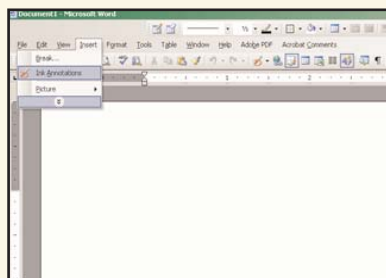 Document1 - Microsoft Word
File Edit View Insert Format Tools Table Window Help Adobe PDF Acrobat Comments
Break...
Ink Annotations
Picture